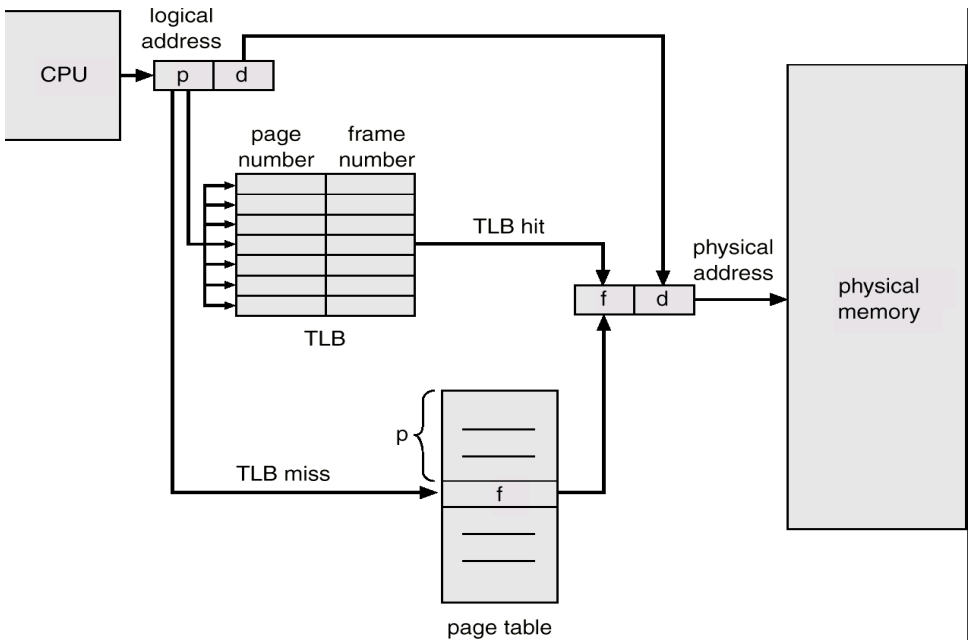 logical
address
CPU
p
d
page
number
frame
number
TLB hit
physical
address
f
d
physical
memory
TLB
p
TLB miss
f
page table